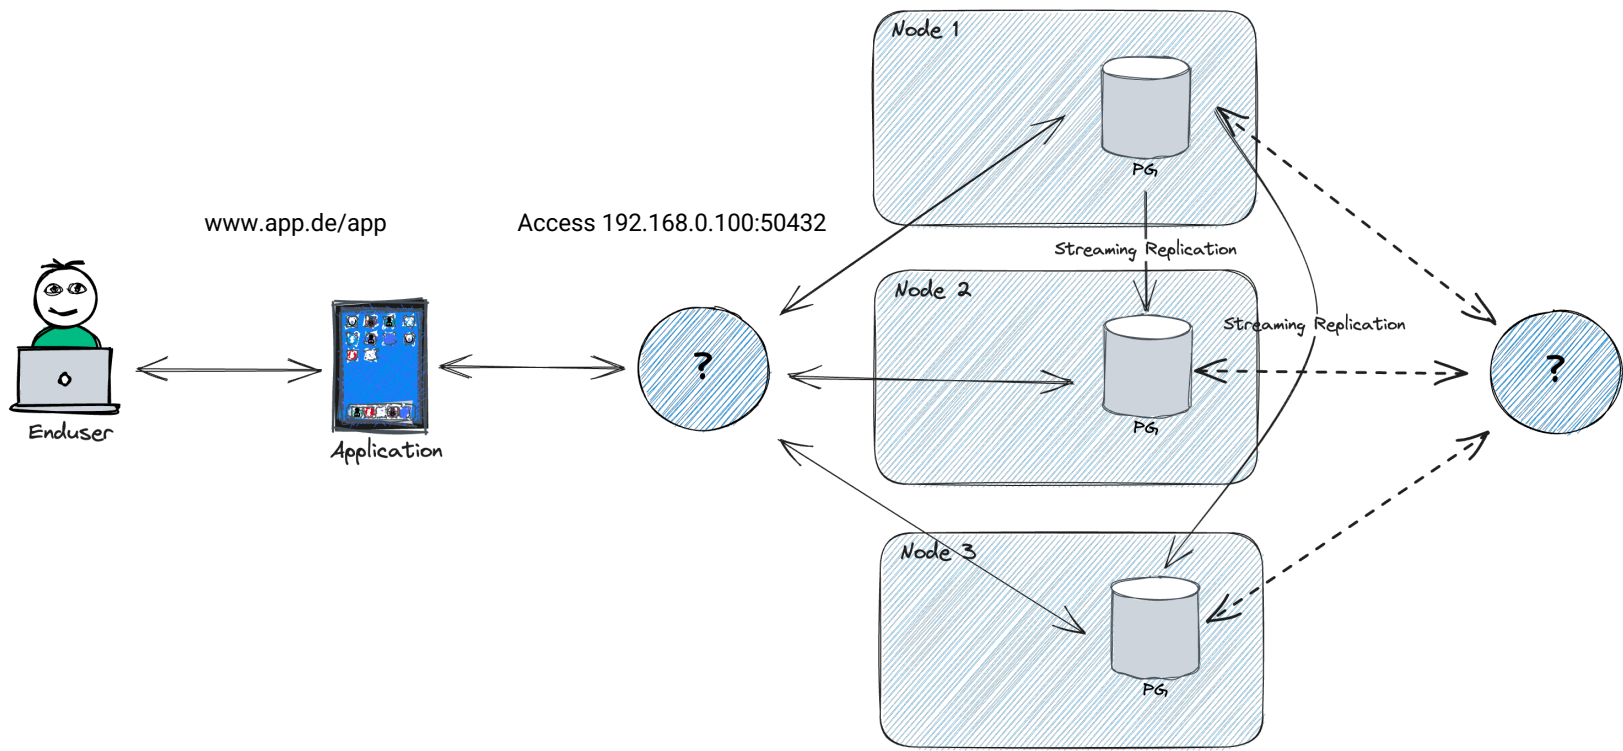 Node 1
PG
www.app.de/app
Access 192.168.0.100:50432
Streaming Replication
Node 2
Streaming Replication
?
?
PG
Enduser
Application
Node 3
PG